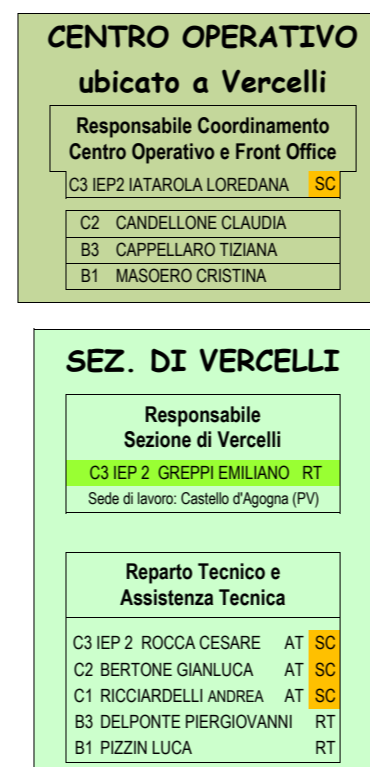 CENTRO OPERATIVO
ubicato a Vercelli
Responsabile Coordinamento
Centro Operativo e Front Office
C3 IEP2 IATAROLA LOREDANA SC
C2 CANDELLONE CLAUDIA
B3 CAPPELLARO TIZIANA
B1 MASOERO CRISTINA
SEZ. DI VERCELLI
Responsabile
Sezione di Vercelli
C3 IEP 2 GREPPI EMILIANO RT
Sede di lavoro: Castello d'Agogna (PV)
Reparto Tecnico e
Assistenza Tecnica
C3 IEP 2 ROCCA CESARE AT SC
C2 BERTONE GIANLUCA AT SC
C1 RICCIARDELLI ANDREA AT SC
B3 DELPONTE PIERGIOVANNI RT
B1 PIZZIN LUCA RT